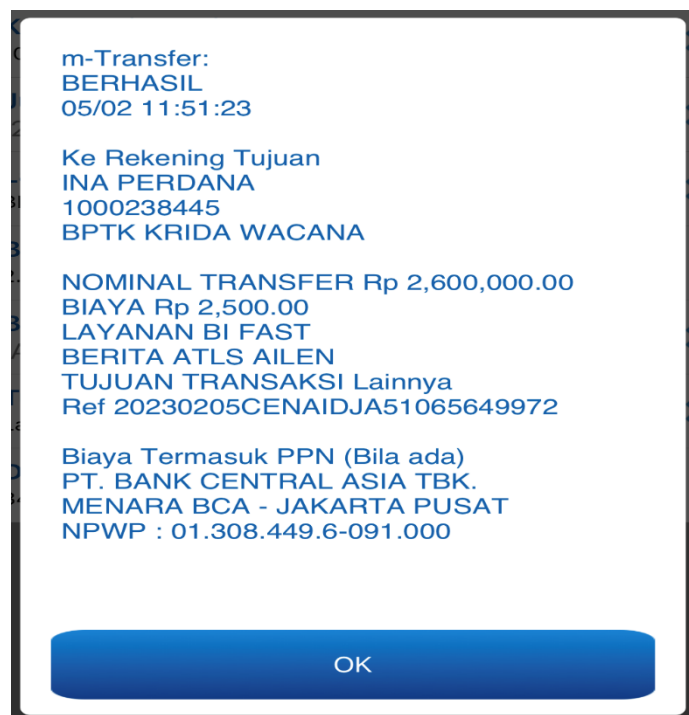 m-Transfer:
BERHASIL
05/02 11:51:23
Ke Rekening Tujuan
INA PERDANA
1000238445
BPTK KRIDA WACANA
NOMINAL TRANSFER Rp 2,600,000.00
BIAYA Rp 2,500.00
LAYANAN BI FAST
BERITA ATLS AILEN
TUJUAN TRANSAKSI Lainnya
Ref 20230205CENAIDJA51065649972
Biaya Termasuk PPN (Bila ada)
PT. BANK CENTRAL ASIA TBK.
MENARA BCA - JAKARTA PUSAT
NPWP : 01.308.449.6-091.000
OK